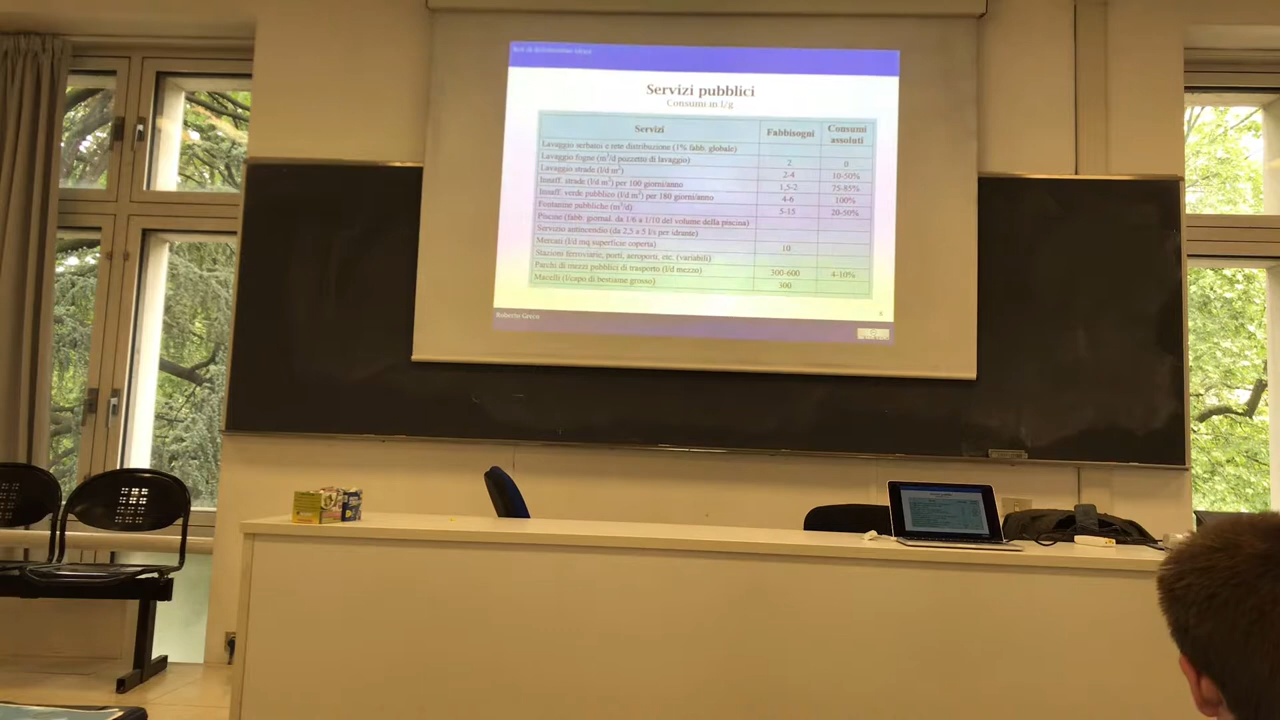 Servizi pubblici
Consumi in l/g
Servizi Fabbisogni Consumi assoluti
Lavaggio serbatoi e rete distribuzione (1% fabb. globale)
Lavaggio fogne (m³/d pozzetto di lavaggio) 2 0
Lavaggio strade (l/d m²) 2-4 10-50%
Innaff. strade (l/d m²) per 100 giorni/anno 1,5-2 75-85%
Innaff. verde pubblico (l/d m²) per 180 giorni/anno 4-6 100%
Fontanine pubbliche (m³/d) 5-15 20-50%
Piscine (fabb. giornal. da 1/6 a 1/10 del volume della piscina)
Servizio antincendio (da 2,5 a 5 l/s per idrante)
Mercati (l/d mq superficie coperta) 10
Stazioni ferroviarie, porti, aeroporti, etc. (variabili)
Parchi di mezzi pubblici di trasporto (l/d mezzo) 300-600 4-10%
Macelli (l/capo di bestiame grosso) 300
Roberto Greco